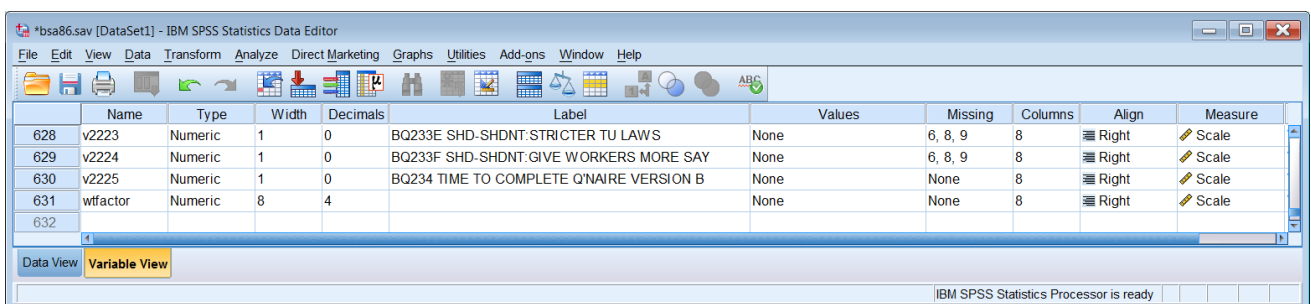 *bsa86.sav [DataSet1] - IBM SPSS Statistics Data Editor
File Edit View Data Transform Analyze Direct Marketing Graphs Utilities Add-ons Window Help
Name Type Width Decimals Label Values Missing Columns Align Measure
628 v2223 Numeric 1 0 BQ233E SHD-SHDNT:STRICTER TU LAWS None 6, 8, 9 8 Right Scale
629 v2224 Numeric 1 0 BQ233F SHD-SHDNT:GIVE WORKERS MORE SAY None 6, 8, 9 8 Right Scale
630 v2225 Numeric 1 0 BQ234 TIME TO COMPLETE Q'NAIRE VERSION B None None 8 Right Scale
631 wtfactor Numeric 8 4 None None 8 Right Scale
632
Data View Variable View
IBM SPSS Statistics Processor is ready